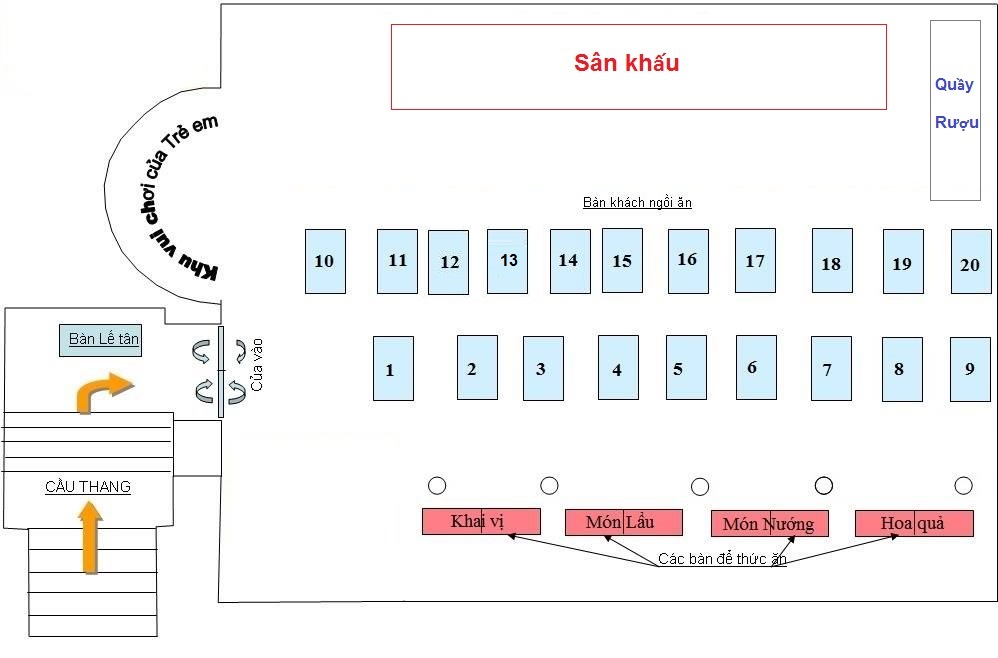 Sân khấu
Quầy
Rượu
Khu vui chơi của Trẻ em
Bàn khách ngồi ăn
10 11 12 13 14 15 16 17 18 19 20
Bàn Lế tân
Của vào
1 2 3 4 5 6 7 8 9
CẦU THANG
Khai vị Món Lẩu Món Nướng Hoa quả
Các bàn để thức ăn